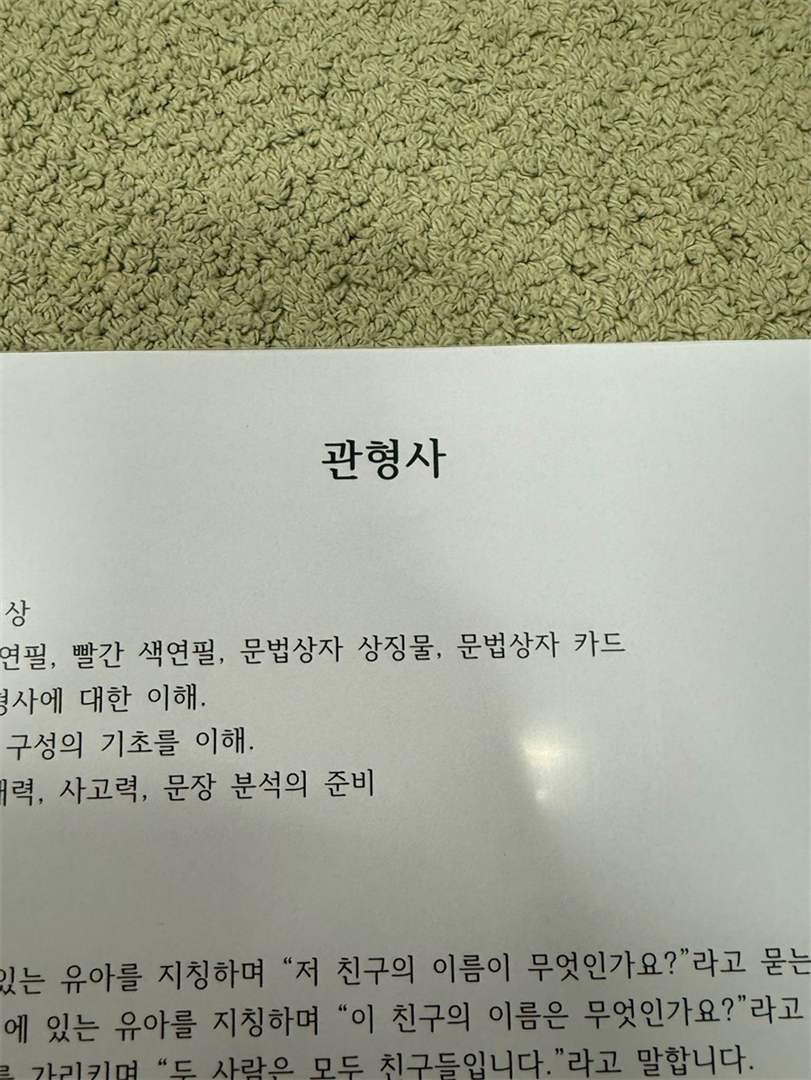 관형사
상
연필, 빨간 색연필, 문법상자 상징물, 문법상자 카드
형사에 대한 이해.
구성의 기초를 이해.
해력, 사고력, 문장 분석의 준비
있는 유아를 지칭하며 “저 친구의 이름이 무엇인가요?”라고 묻는
에 있는 유아를 지칭하며 “이 친구의 이름은 무엇인가요?”라고
를 가리키며 “두 사람은 모두 친구들입니다.”라고 말합니다.